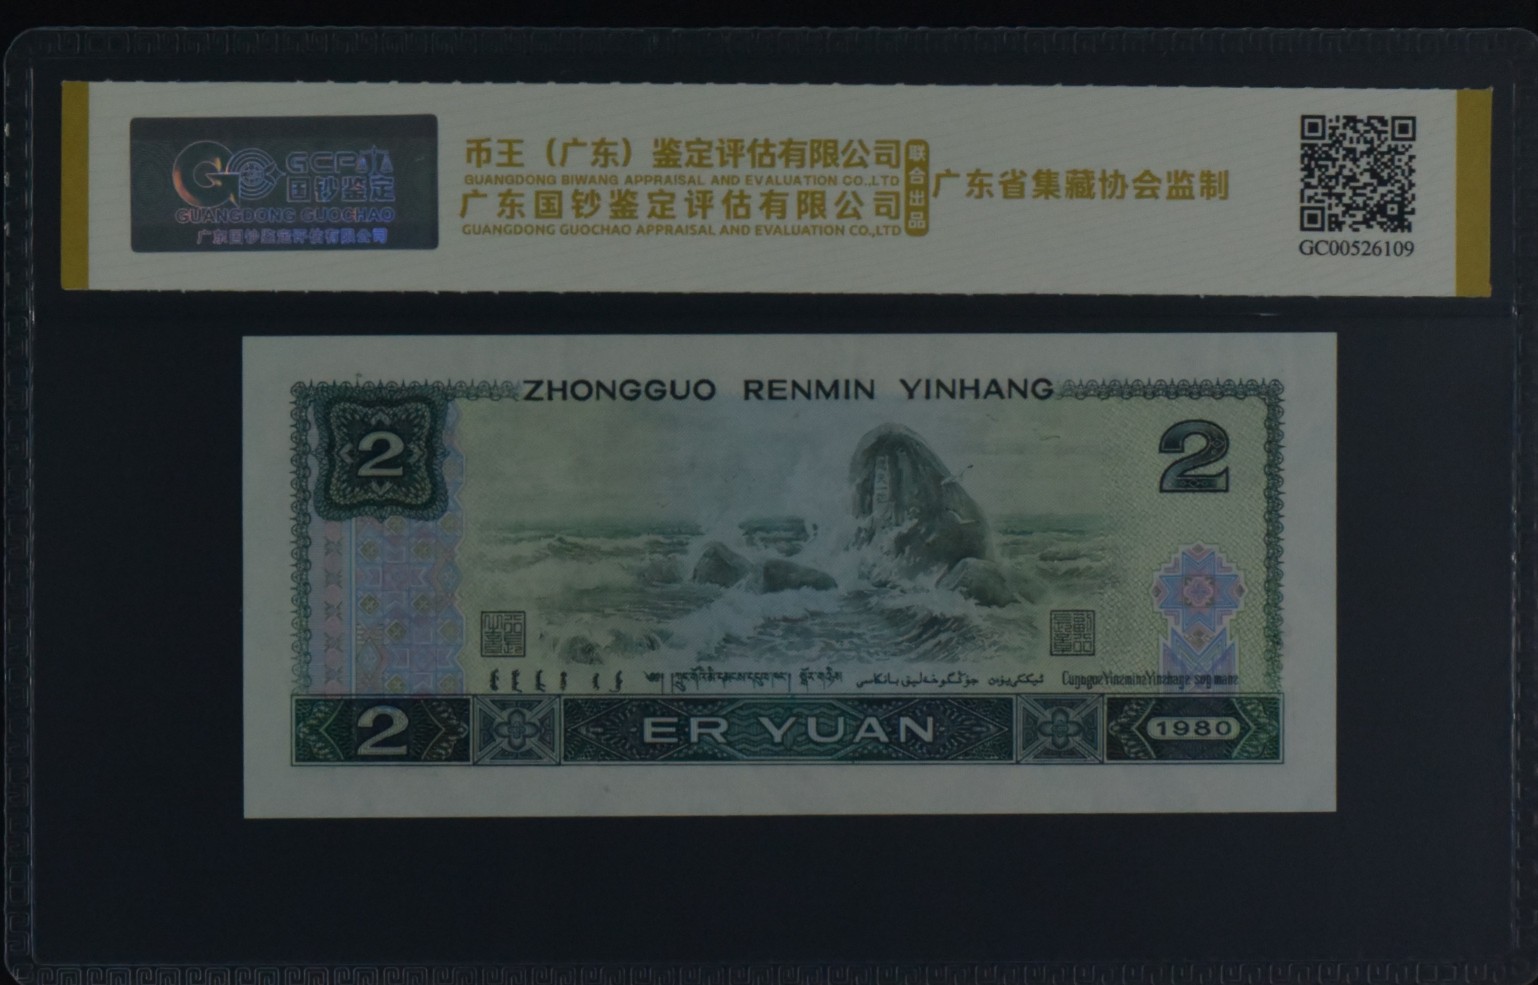 GCP
国钞鉴定
GUANGDONG GUOCHAO
广东国钞鉴定评估有限公司
币王（广东）鉴定评估有限公司
GUANGDONG BIWANG APPRAISAL AND EVALUATION CO.,LTD
广东国钞鉴定评估有限公司
GUANGDONG GUOCHAO APPRAISAL AND EVALUATION CO.,LTD
联合出品
广东省集藏协会监制
GC00526109
ZHONGGUO RENMIN YINHANG
2
2
2
ER YUAN
1980